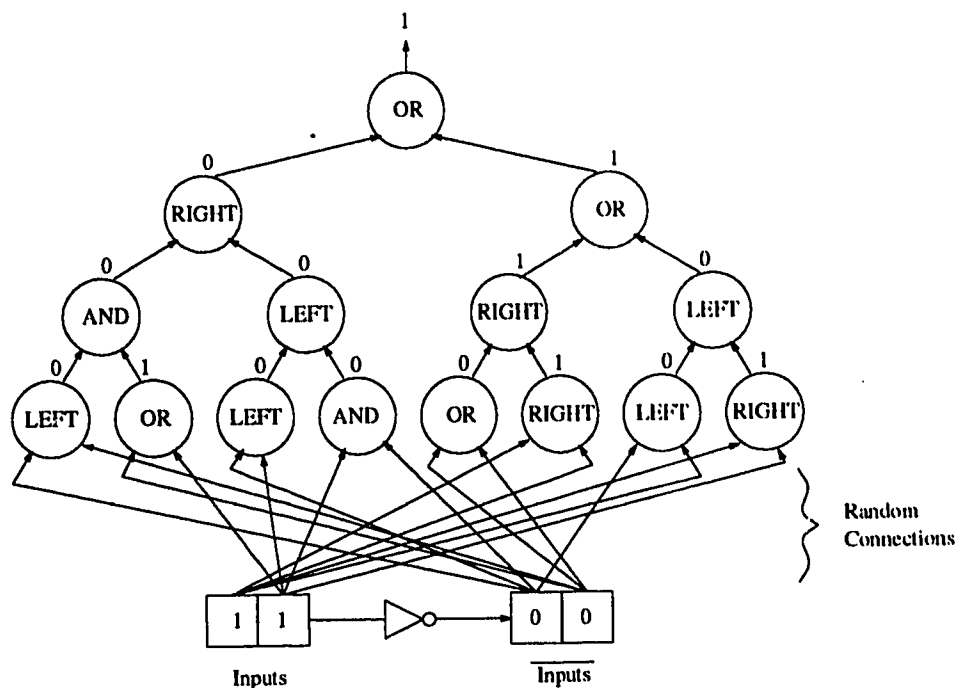 1
OR
0 1
RIGHT OR
0 0 1 0
AND LEFT RIGHT LEFT
0 1 0 0 0 1 0 1
LEFT OR LEFT AND OR RIGHT LEFT RIGHT
Random
Connections
1 1 0 0
Inputs Inputs